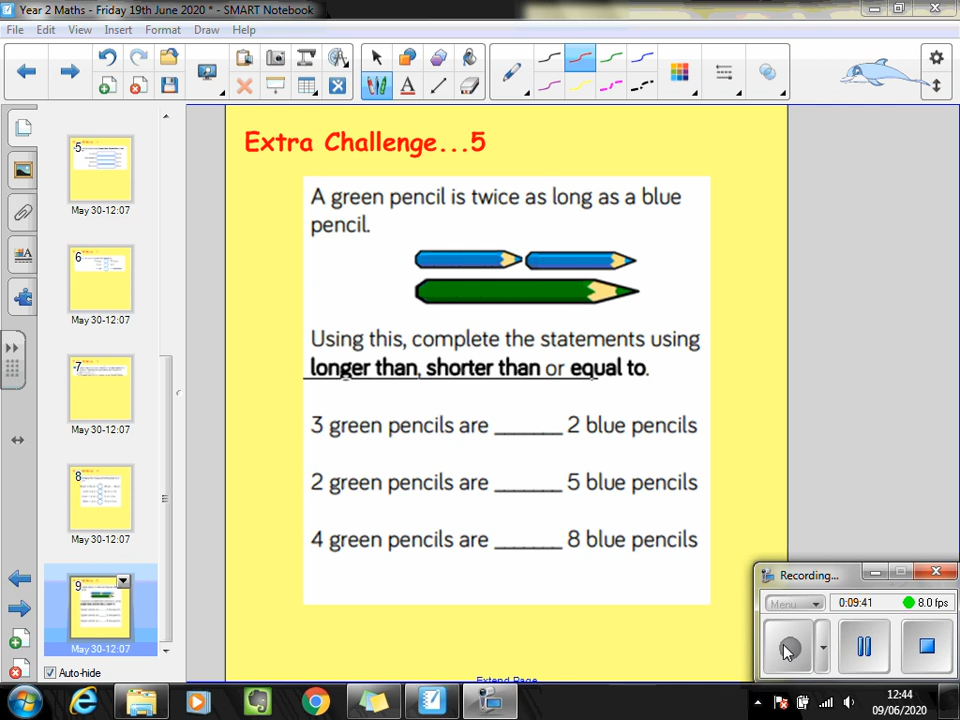 Year 2 Maths - Friday 19th June 2020 * - SMART Notebook
File Edit View Insert Format Draw Help
5
May 30-12:07
6
May 30-12:07
7
May 30-12:07
8
May 30-12:07
9
May 30-12:07
Auto-hide
Extra Challenge...5
A green pencil is twice as long as a blue
pencil.
Using this, complete the statements using
longer than, shorter than or equal to.
3 green pencils are ______ 2 blue pencils
2 green pencils are ______ 5 blue pencils
4 green pencils are ______ 8 blue pencils
Extend Page
Recording...
Menu 0:09:41 8.0 fps
12:44
09/06/2020